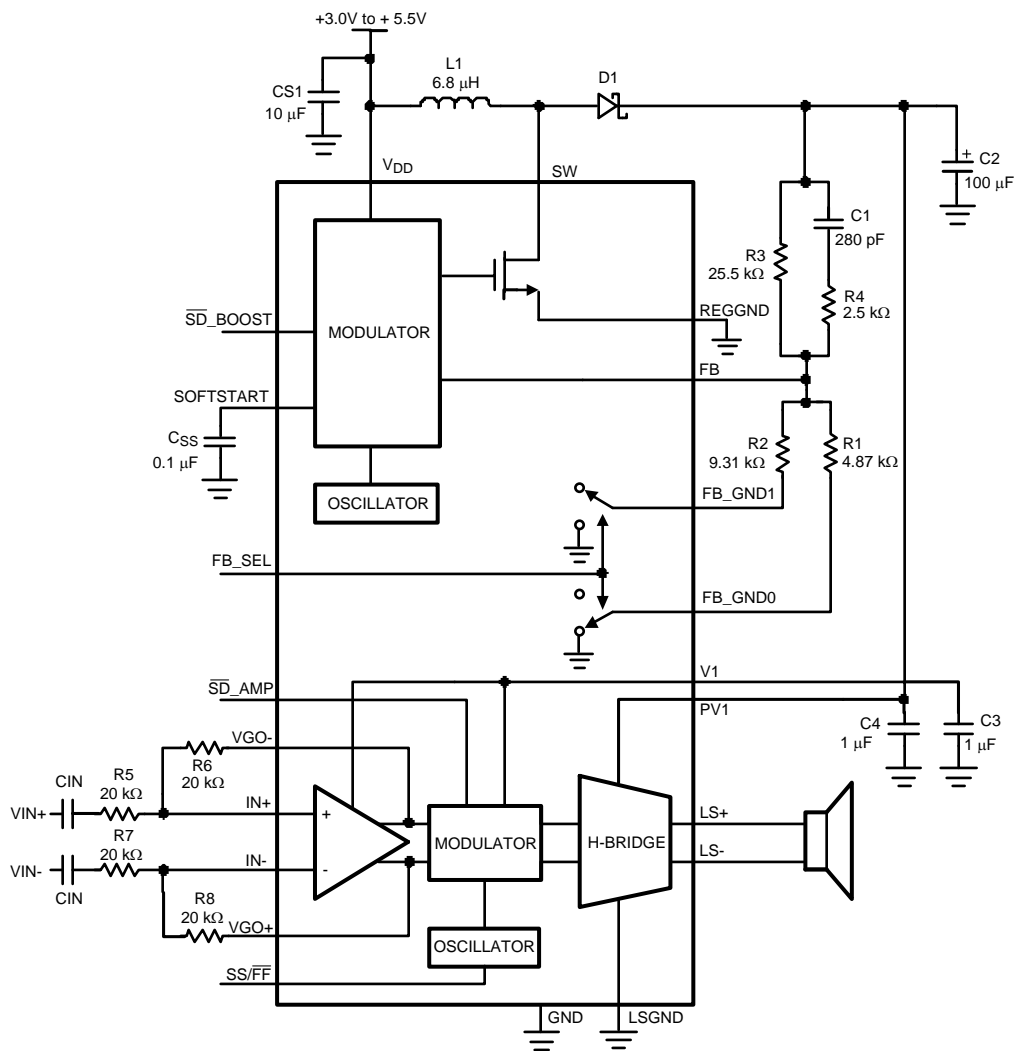 +3.0V to + 5.5V
L1
6.8 μH
D1
CS1
10 μF
VDD
SW
+
C2
100 μF
C1
280 pF
R3
25.5 kΩ
R4
2.5 kΩ
REGGND
SD_BOOST
MODULATOR
FB
SOFTSTART
CSS
0.1 μF
R2
9.31 kΩ
R1
4.87 kΩ
OSCILLATOR
FB_GND1
FB_SEL
FB_GND0
SD_AMP
V1
PV1
C4
1 μF
C3
1 μF
VGO-
R6
20 kΩ
CIN
R5
20 kΩ
IN+
VIN+
+
LS+
R7
20 kΩ
MODULATOR
H-BRIDGE
IN-
-
LS-
VIN-
CIN
R8
20 kΩ
VGO+
OSCILLATOR
SS/FF
GND
LSGND